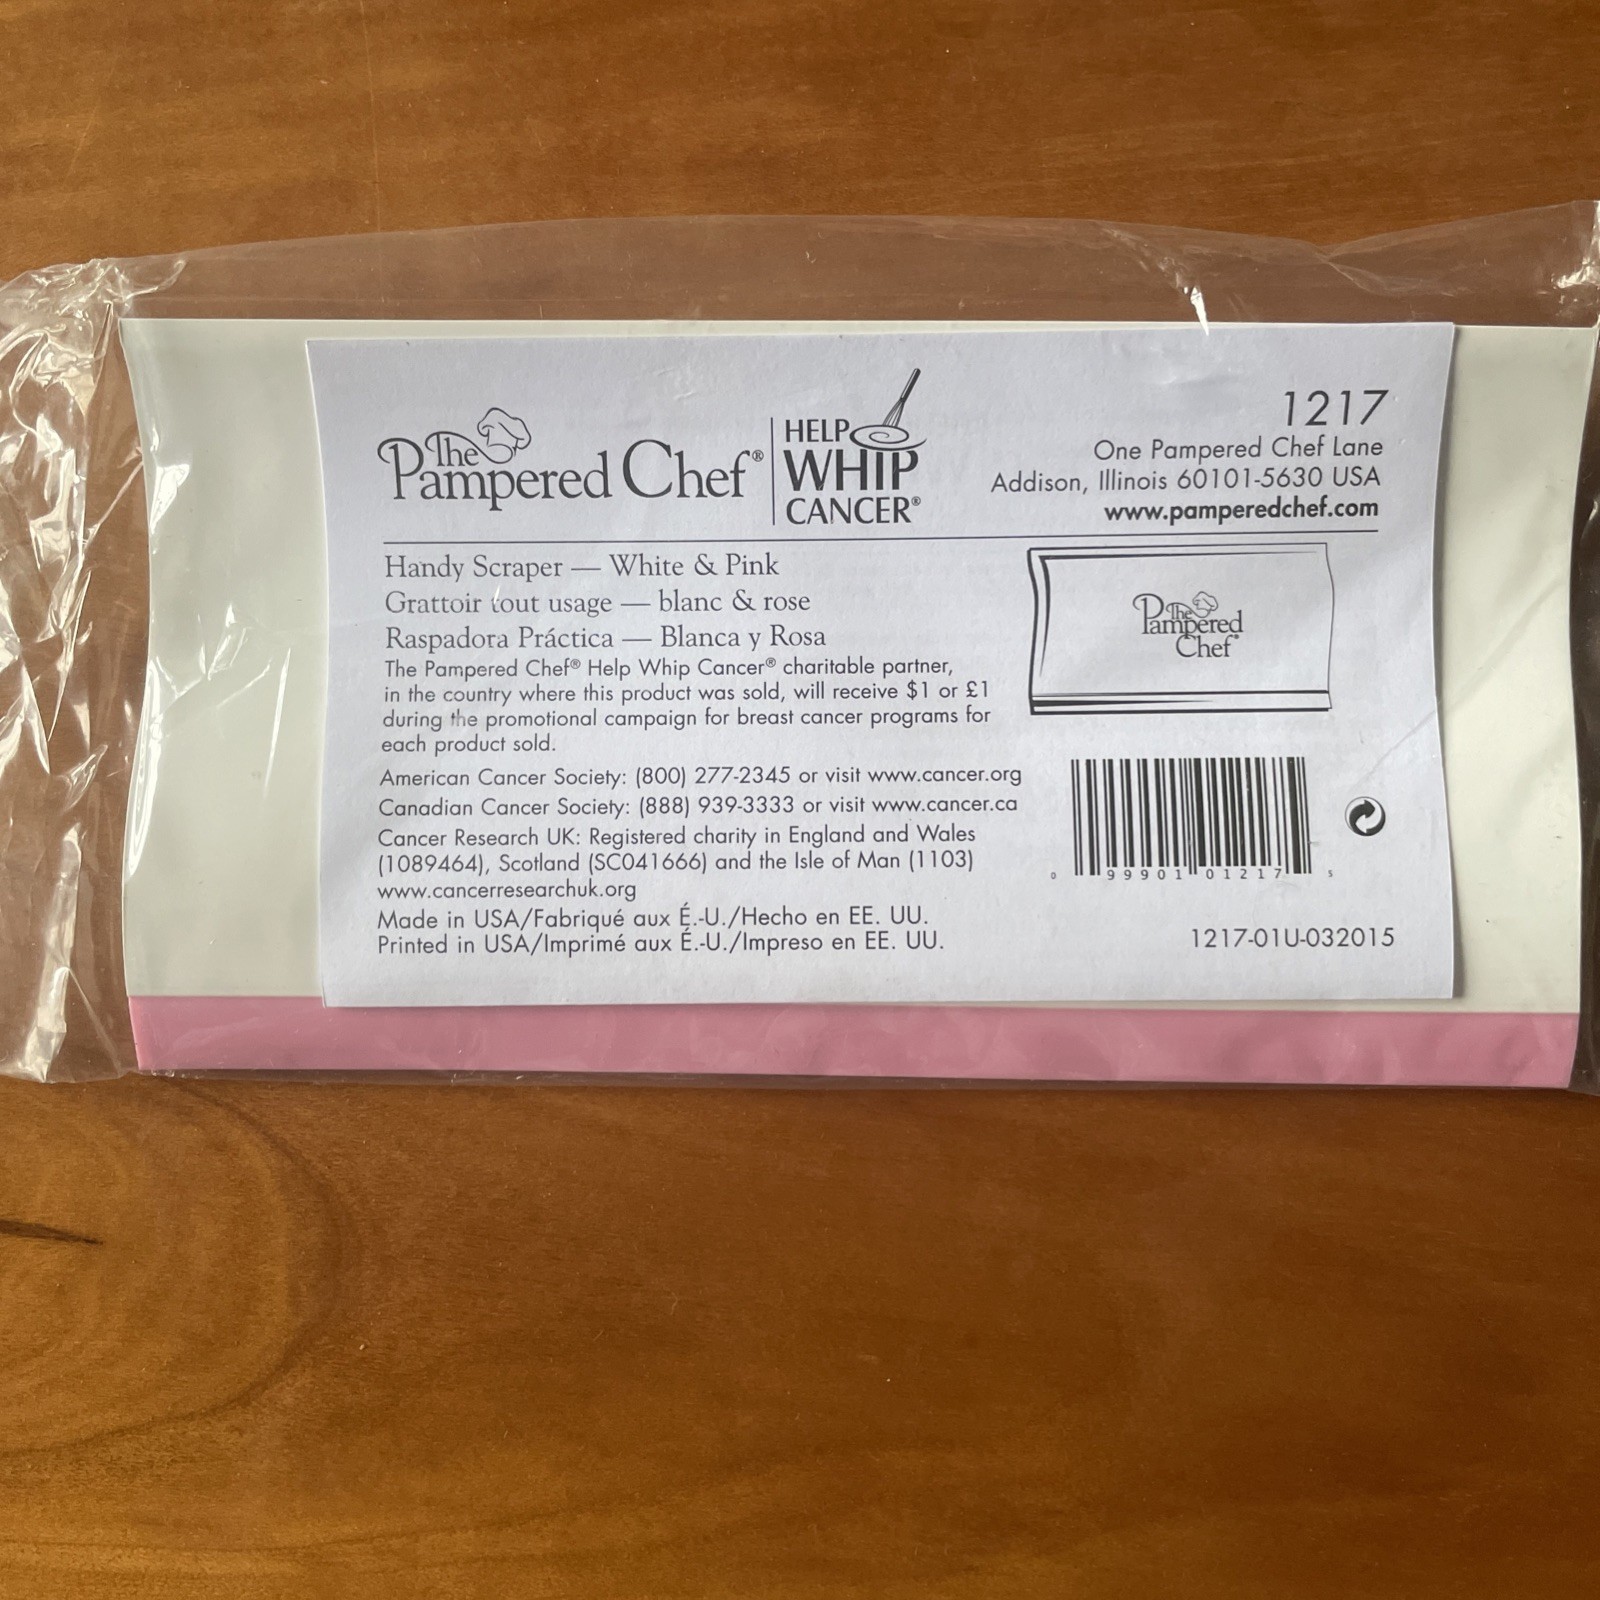 The Pampered Chef®
HELP WHIP CANCER®
1217
One Pampered Chef Lane
Addison, Illinois 60101-5630 USA
www.pamperedchef.com
Handy Scraper — White & Pink
Grattoir tout usage — blanc & rose
Raspadora Práctica — Blanca y Rosa
The Pampered Chef® Help Whip Cancer® charitable partner,
in the country where this product was sold, will receive $1 or £1
during the promotional campaign for breast cancer programs for
each product sold.
American Cancer Society: (800) 277-2345 or visit www.cancer.org
Canadian Cancer Society: (888) 939-3333 or visit www.cancer.ca
Cancer Research UK: Registered charity in England and Wales
(1089464), Scotland (SC041666) and the Isle of Man (1103)
www.cancerresearchuk.org
Made in USA/Fabriqué aux É.-U./Hecho en EE. UU.
Printed in USA/Imprimé aux É.-U./Impreso en EE. UU.
The Pampered Chef®
0 99901 01217 5
1217-01U-032015